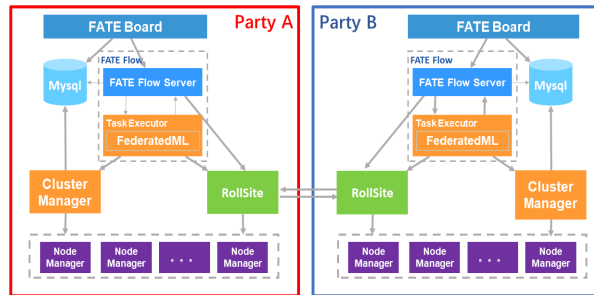 Party A
FATE Board
FATE Flow
FATE Flow Server
Mysql
Task Executor
FederatedML
Cluster
Manager
RollSite
Node
Manager
Node
Manager
。。。
Node
Manager
Party B
FATE Board
FATE Flow
FATE Flow Server
Mysql
Task Executor
FederatedML
RollSite
Cluster
Manager
Node
Manager
Node
Manager
。。。
Node
Manager